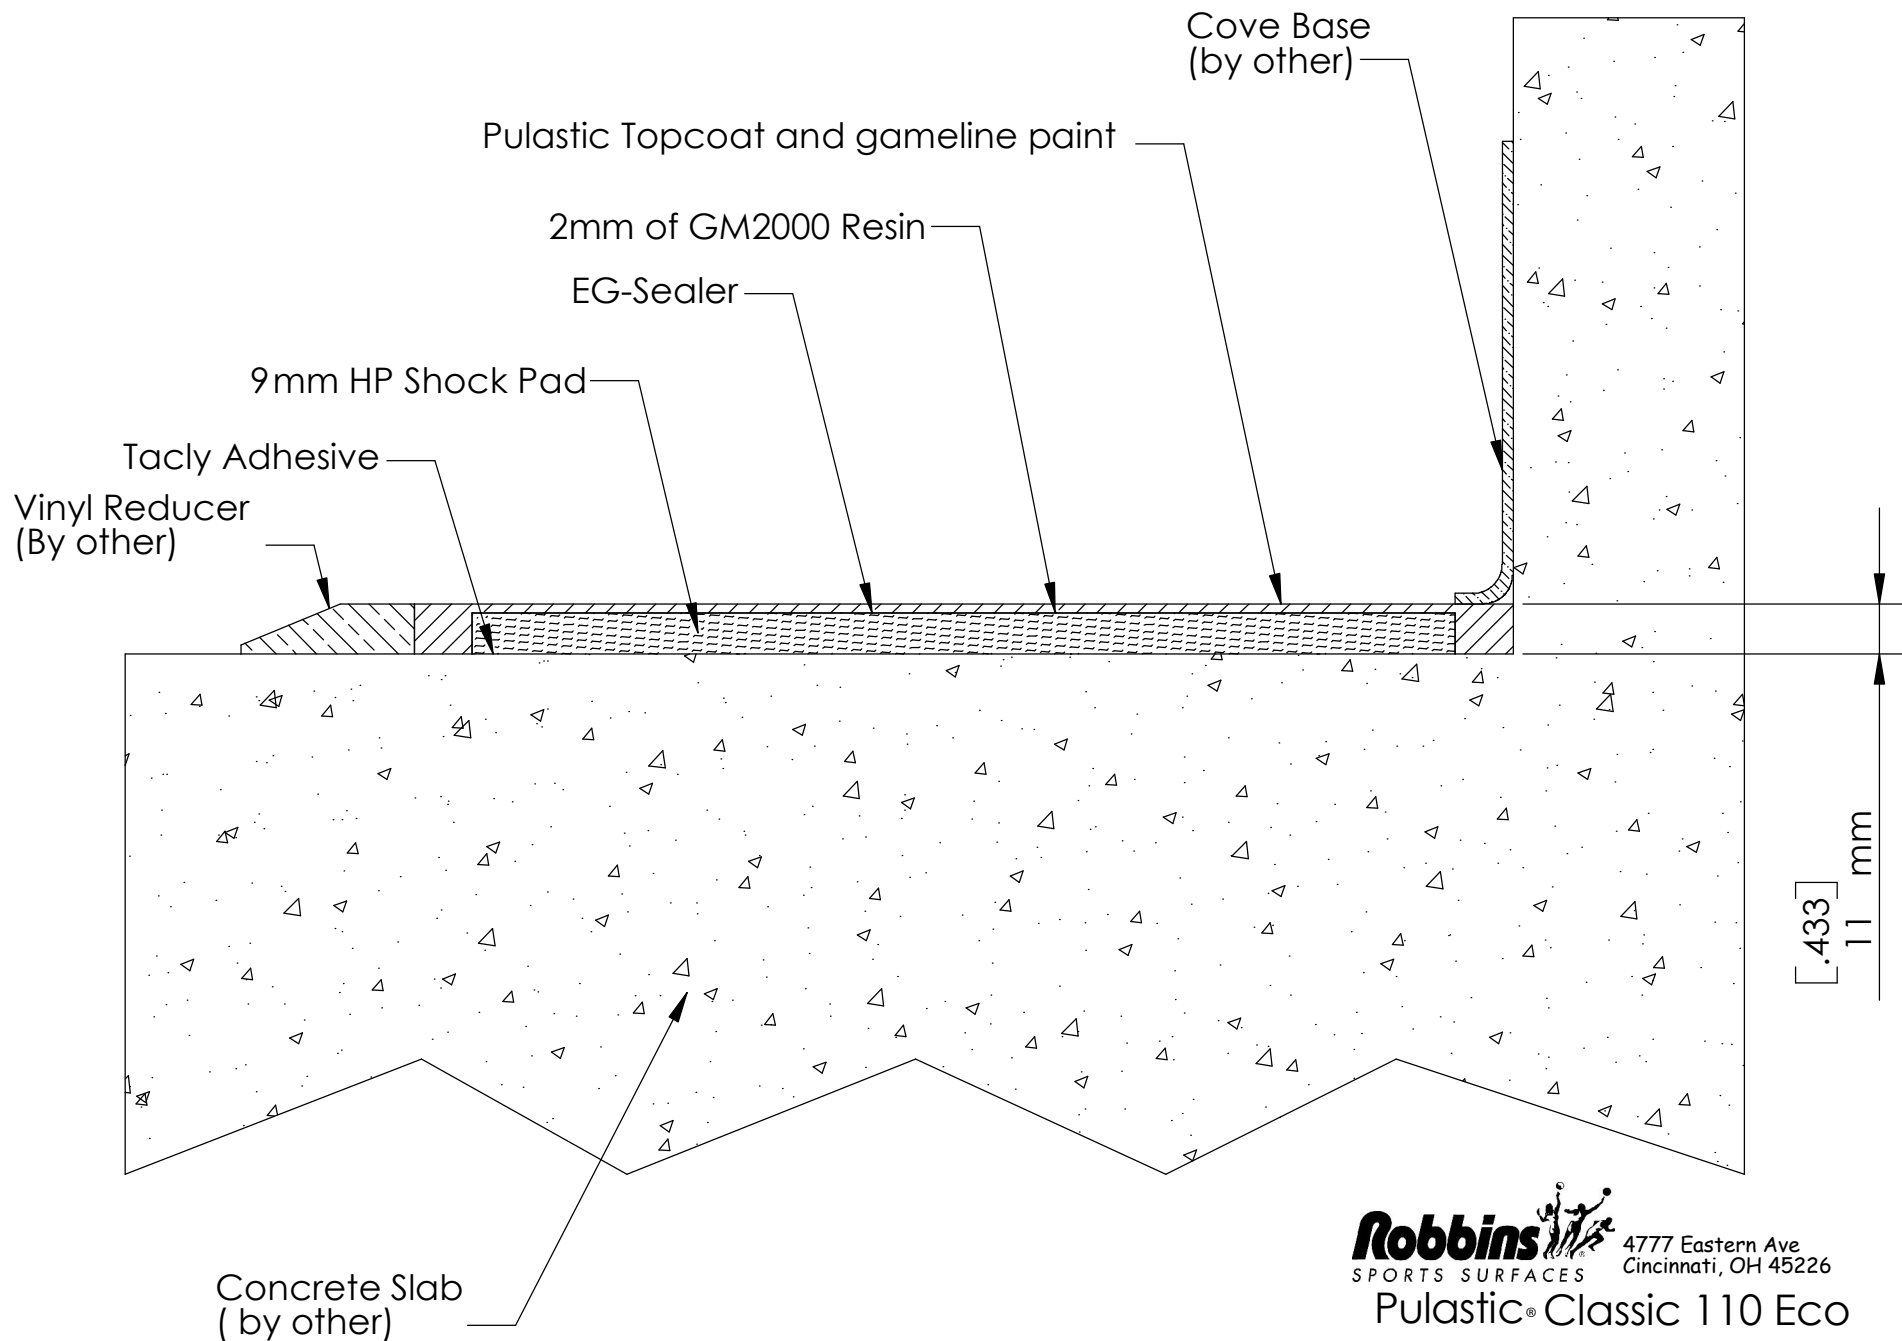 Cove Base
(by other)
Pulastic Topcoat and gameline paint
2mm of GM2000 Resin
EG-Sealer
9mm HP Shock Pad
Tacly Adhesive
Vinyl Reducer
(By other)
[.433]
11 mm
Concrete Slab
( by other)
Robbins
SPORTS SURFACES
4777 Eastern Ave
Cincinnati, OH 45226
Pulastic® Classic 110 Eco